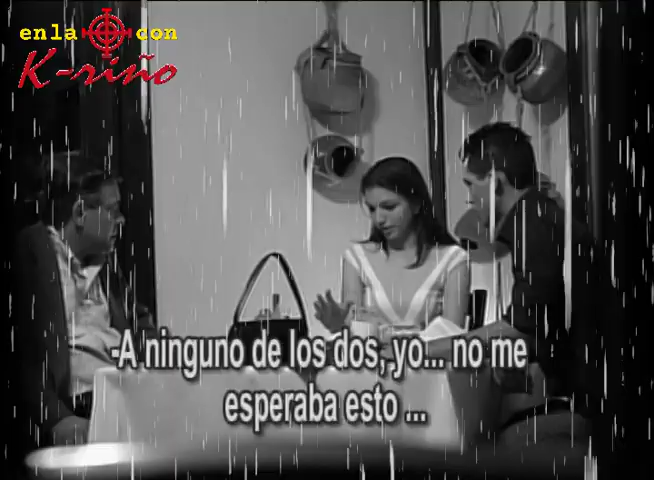 enla con
K-riño
-A ninguno de los dos, yo... no me
esperaba esto ...